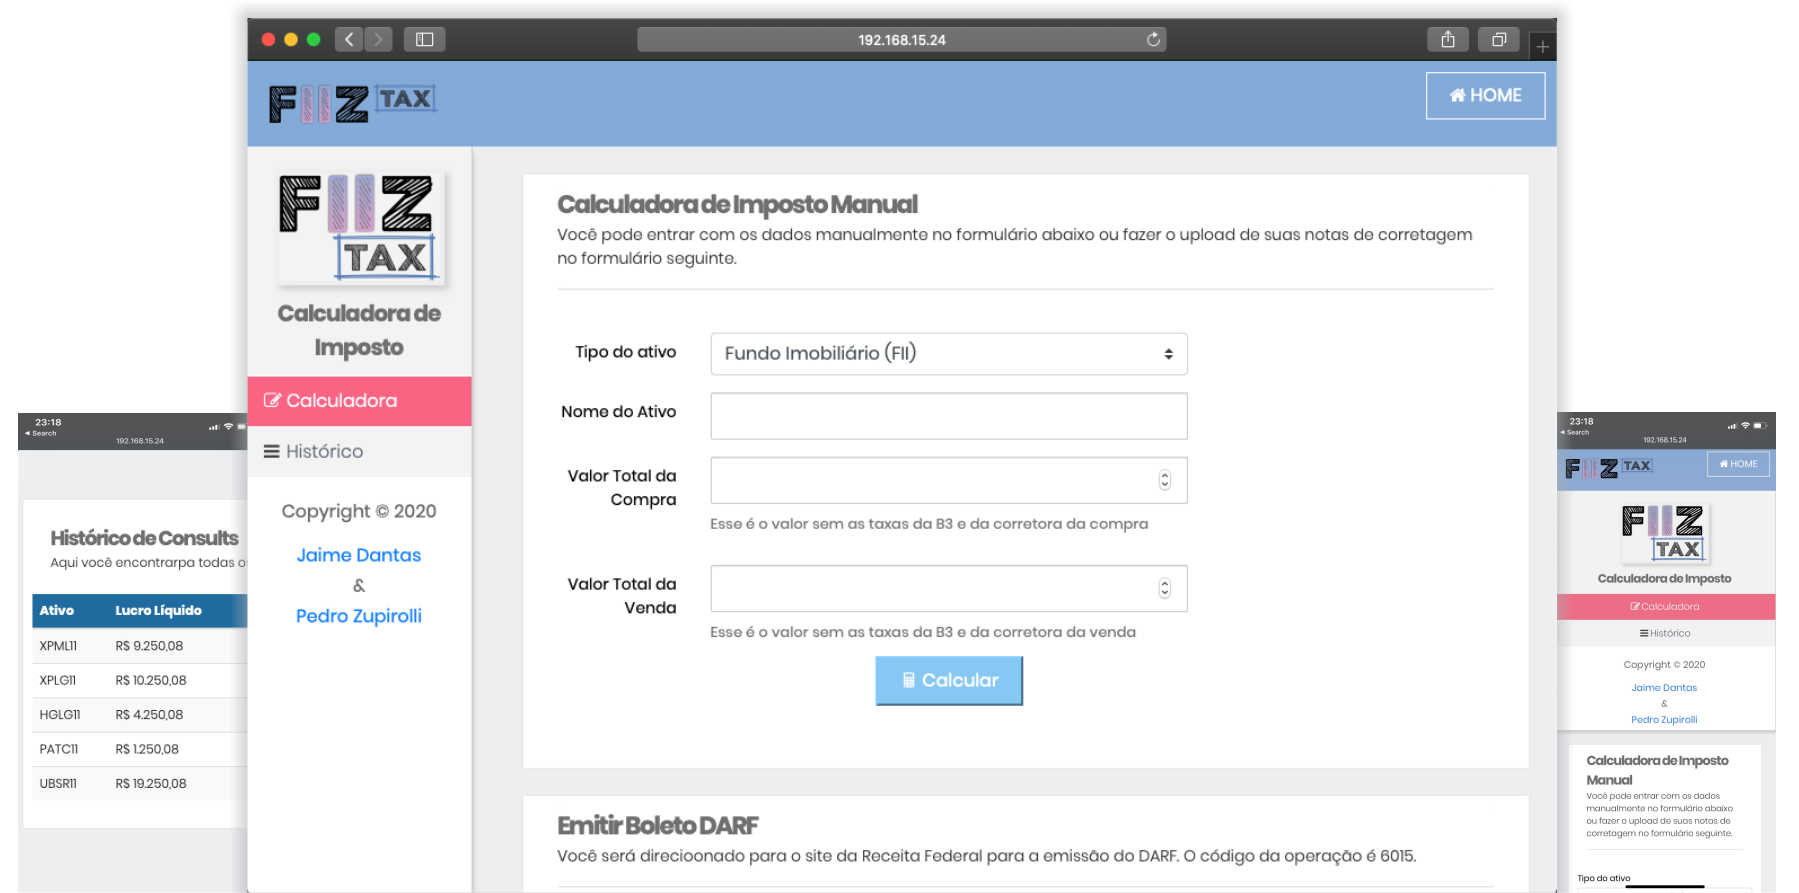 192.168.15.24
FIIZ TAX
HOME
FIIZ
TAX
Calculadora de
Imposto
Calculadora
Histórico
Copyright © 2020
Jaime Dantas
&
Pedro Zupirolli
Calculadora de Imposto Manual
Você pode entrar com os dados manualmente no formulário abaixo ou fazer o upload de suas notas de corretagem
no formulário seguinte.
Tipo do ativo
Fundo Imobiliário (FII)
Nome do Ativo
Valor Total da
Compra
Esse é o valor sem as taxas da B3 e da corretora da compra
Valor Total da
Venda
Esse é o valor sem as taxas da B3 e da corretora da venda
Calcular
Emitir Boleto DARF
Você será direcioonado para o site da Receita Federal para a emissão do DARF. O código da operação é 6015.
23:18
Search
192.168.15.24
Histórico de Consults
Aqui você encontrarpa todas o
Ativo Lucro Líquido
XPML11 R$ 9.250,08
XPLG11 R$ 10.250,08
HGLG11 R$ 4.250,08
PATC11 R$ 1.250,08
UBSR11 R$ 19.250,08
23:18
Search
192.168.15.24
FIIZ TAX
HOME
FIIZ
TAX
Calculadora de Imposto
Calculadora
Histórico
Copyright © 2020
Jaime Dantas
&
Pedro Zupirolli
Calculadora de Imposto
Manual
Você pode entrar com os dados
manualmente no formulário abaixo
ou fazer o upload de suas notas de
corretagem no formulário seguinte.
Tipo do ativo